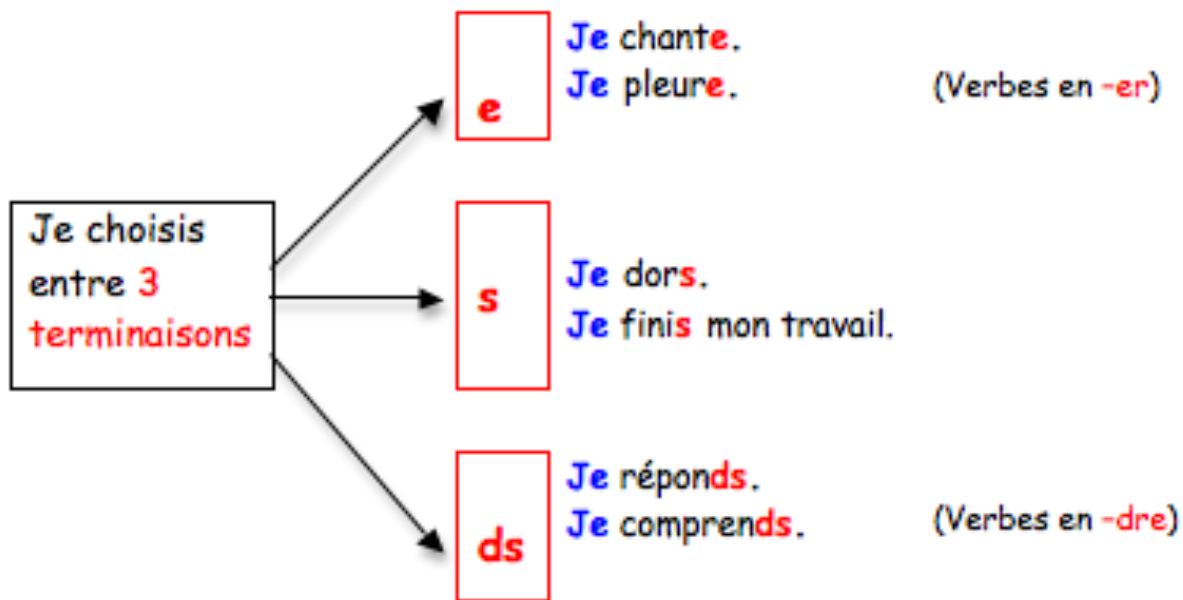 e
Je chante.
Je pleure. (Verbes en -er)
Je choisis
entre 3
terminaisons
s
Je dors.
Je finis mon travail.
ds
Je réponds.
Je comprends. (Verbes en -dre)